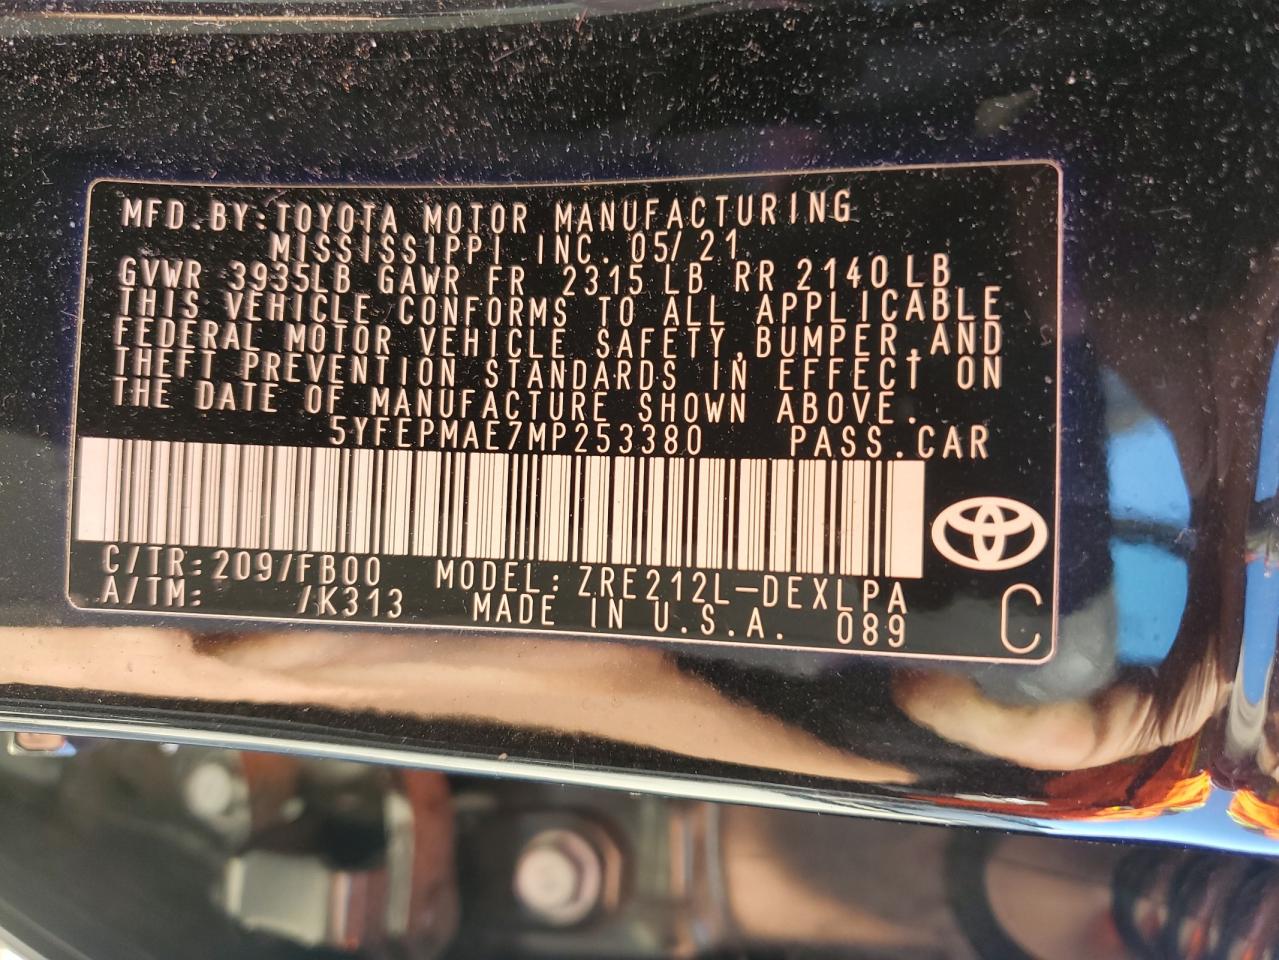 MFD.BY:TOYOTA MOTOR MANUFACTURING
MISSISSIPPI INC. 05/21
GVWR 3935LB GAWR FR 2315 LB RR 2140LB
THIS VEHICLE CONFORMS TO ALL APPLICABLE
FEDERAL MOTOR VEHICLE SAFETY,BUMPER,AND
THEFT PREVENTION STANDARDS IN EFFECT ON
THE DATE OF MANUFACTURE SHOWN ABOVE.
5YFEPMAE7MP253380 PASS.CAR
C/TR:209/FB00 MODEL:ZRE212L-DEXLPA
A/TM: /K313 MADE IN U.S.A. 089 C